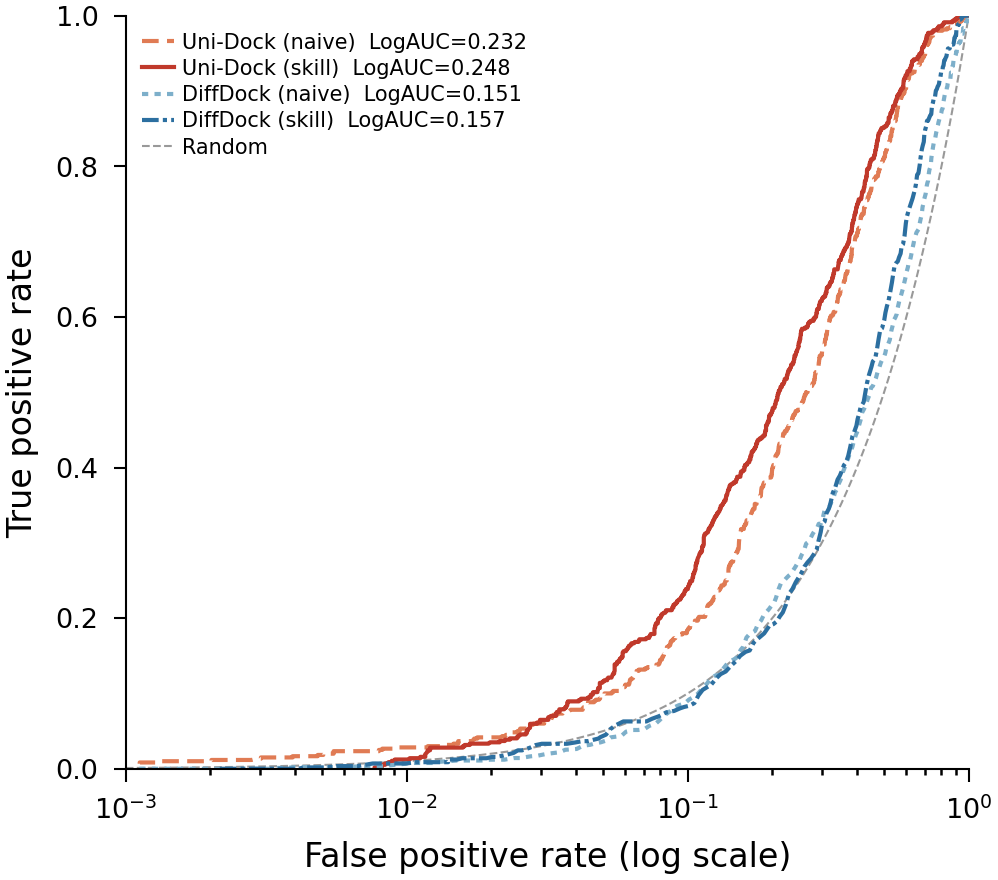 1.0
0.8
0.6
0.4
0.2
0.0
True positive rate
Uni-Dock (naive)  LogAUC=0.232
Uni-Dock (skill)  LogAUC=0.248
DiffDock (naive)  LogAUC=0.151
DiffDock (skill)  LogAUC=0.157
Random
10⁻³ 10⁻² 10⁻¹ 10⁰
False positive rate (log scale)